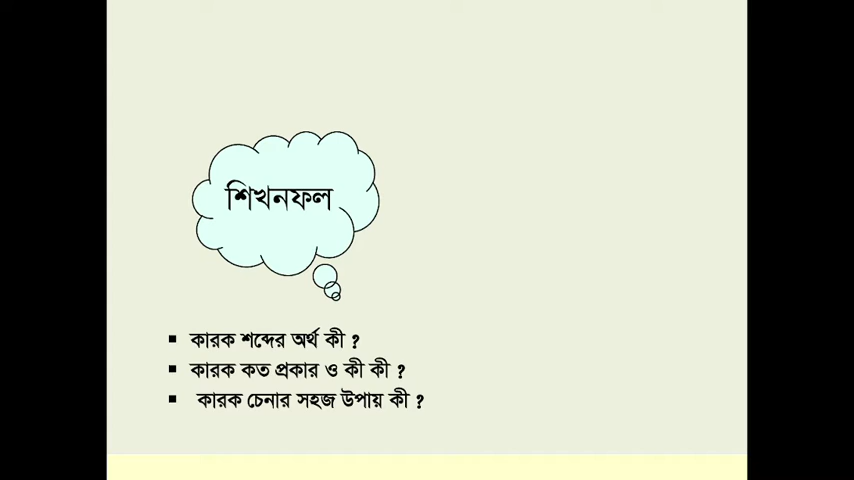 শিখনফল
▪ কারক শব্দের অর্থ কী ?
▪ কারক কত প্রকার ও কী কী ?
▪ কারক চেনার সহজ উপায় কী ?